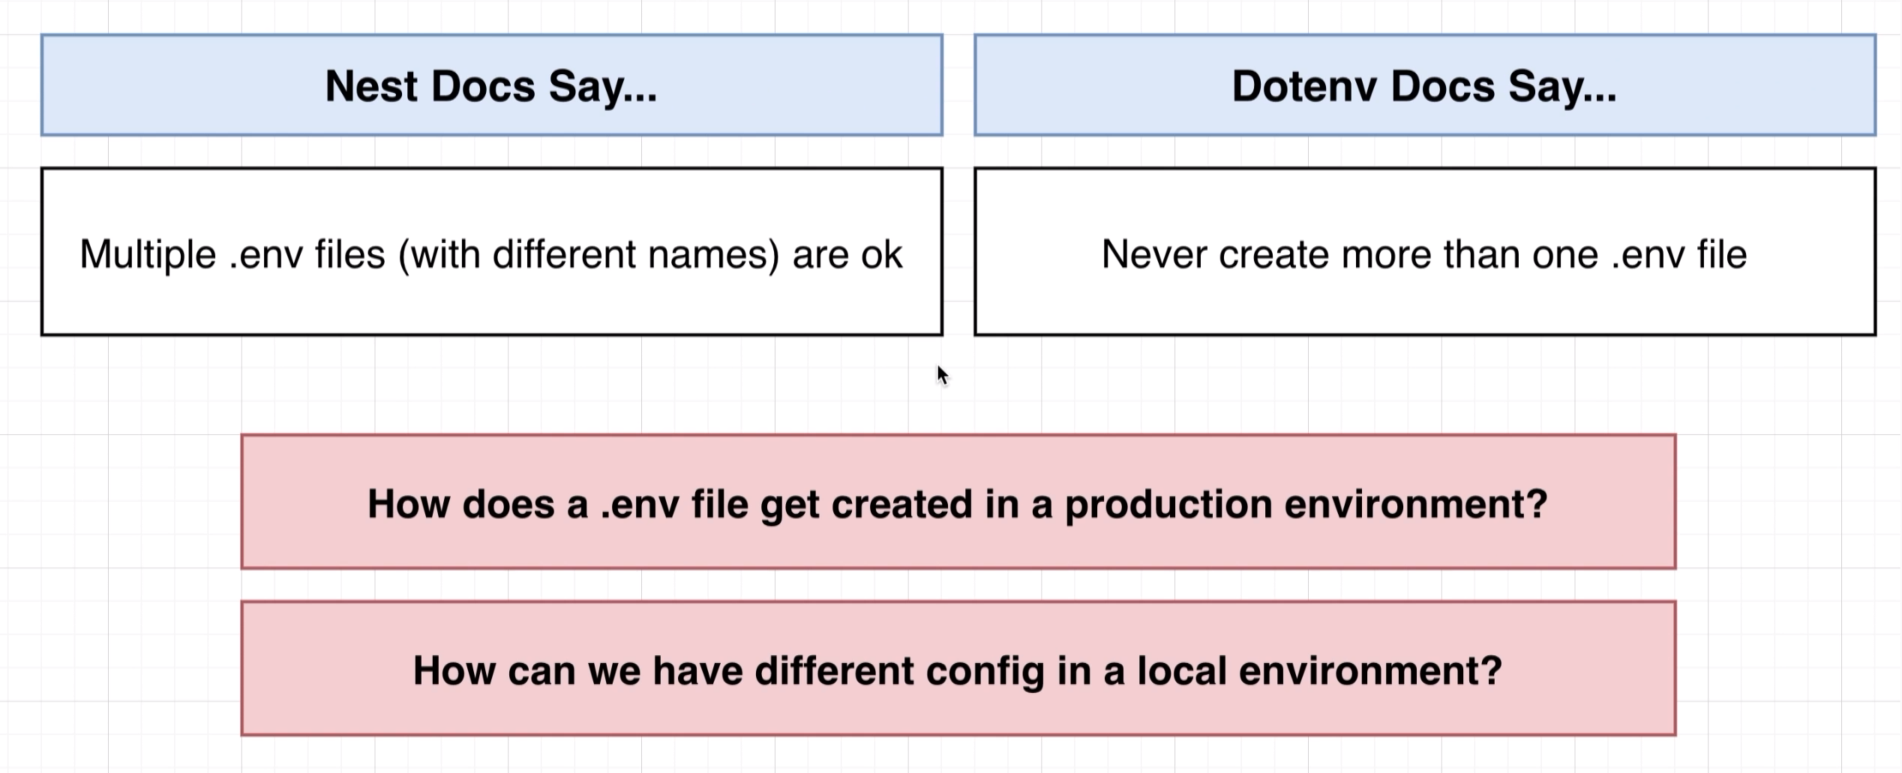 Nest Docs Say...
Dotenv Docs Say...
Multiple .env files (with different names) are ok
Never create more than one .env file
How does a .env file get created in a production environment?
How can we have different config in a local environment?